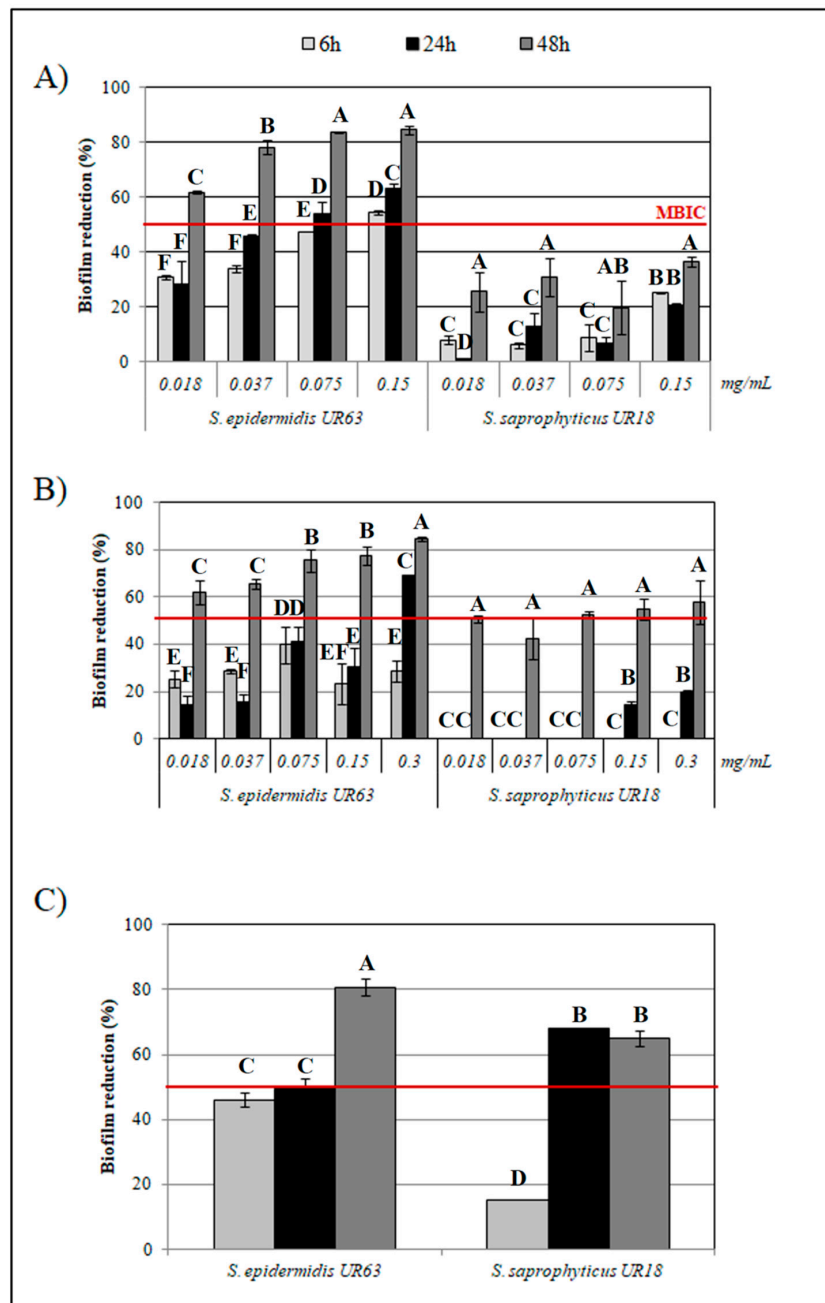 6h 24h 48h
A)
Biofilm reduction (%)
100
80
60
40
20
0
F F C F E B E D A D C A
MBIC
C D A C C A C C AB B B A
0.018 0.037 0.075 0.15 0.018 0.037 0.075 0.15 mg/mL
S. epidermidis UR63 S. saprophyticus UR18
B)
Biofilm reduction (%)
100
80
60
40
20
0
E F C E F C D D B EF E B E C A
C C A C C A C C A C B A C B A
0.018 0.037 0.075 0.15 0.3 0.018 0.037 0.075 0.15 0.3 mg/mL
S. epidermidis UR63 S. saprophyticus UR18
C)
Biofilm reduction (%)
100
80
60
40
20
0
C C A D B B
S. epidermidis UR63 S. saprophyticus UR18